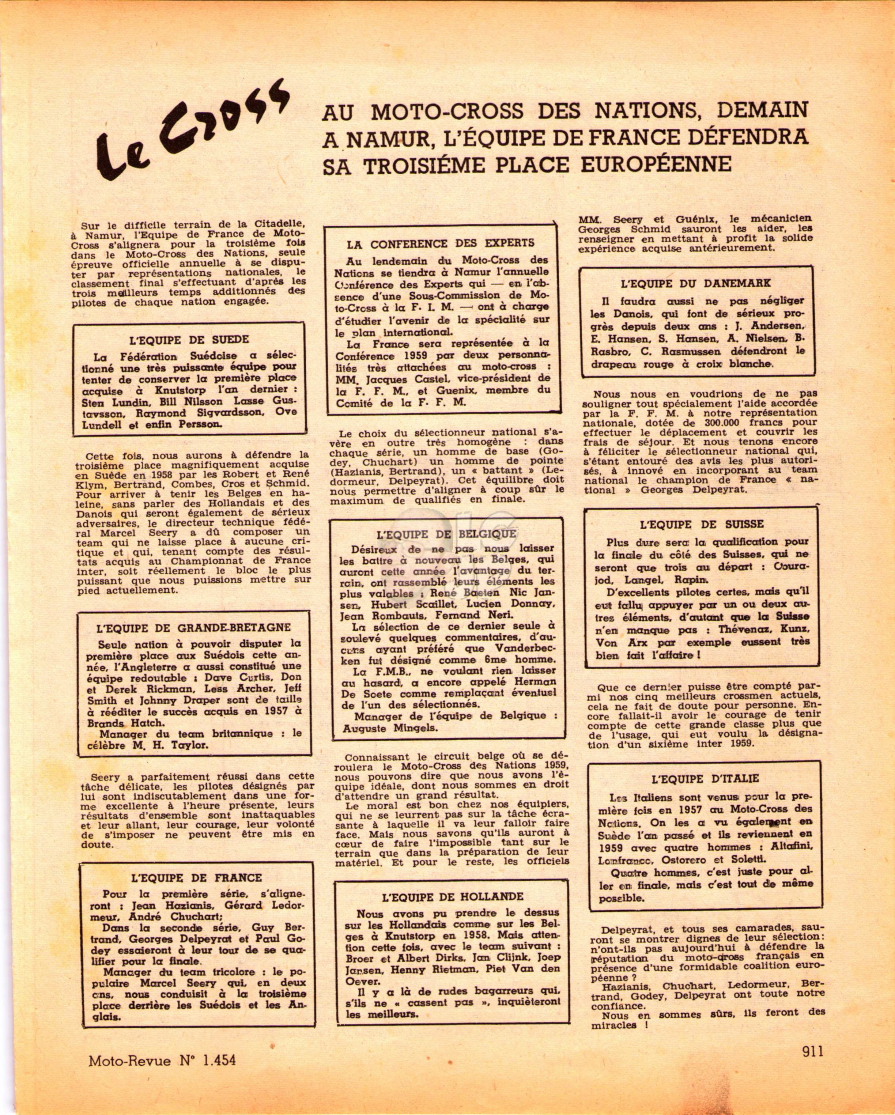 Le Cross
AU MOTO-CROSS DES NATIONS, DEMAIN
A NAMUR, L'ÉQUIPE DE FRANCE DÉFENDRA
SA TROISIÉME PLACE EUROPÉENNE
Sur le difficile terrain de la Citadelle,
à Namur, l'Equipe de France de Moto-
Cross s'alignera pour la troisième fois
dans le Moto-Cross des Nations, seule
épreuve officielle annuelle à se dispu-
ter par représentations nationales, le
classement final s'effectuant d'après les
trois meilleurs temps additionnés des
pilotes de chaque nation engagée.
L'EQUIPE DE SUEDE
La Fédération Suédoise a sélec-
tionné une très puissante équipe pour
tenter de conserver la première place
acquise à Knutstorp l'an dernier :
Sten Lundin, Bill Nilsson Lasse Gus-
tavsson, Raymond Sigvardsson, Ove
Lundell et enfin Persson.
Cette fois, nous aurons à défendre la
troisième place magnifiquement acquise
en Suède en 1958 par les Robert et René
Klym, Bertrand, Combes, Cros et Schmid.
Pour arriver à tenir les Belges en ha-
leine, sans parler des Hollandais et des
Danois qui seront également de sérieux
adversaires, le directeur technique fédé-
ral Marcel Seery a dû composer un
team qui ne laisse place à aucune cri-
tique et qui, tenant compte des résul-
tats acquis au Championnat de France
inter, soit réellement le bloc le plus
puissant que nous puissions mettre sur
pied actuellement.
L'EQUIPE DE GRANDE-BRETAGNE
Seule nation à pouvoir disputer la
première place aux Suédois cette an-
née, l'Angleterre a aussi constitué une
équipe redoutable : Dave Curtis, Don
et Derek Rickman, Less Archer, Jeff
Smith et Johnny Draper sont de taille
à rééditer le succès acquis en 1957 à
Brands Hatch.
Manager du team britannique : le
célèbre M. H. Taylor.
Seery a parfaitement réussi dans cette
tâche délicate, les pilotes désignés par
lui sont indiscutablement dans une for-
me excellente à l'heure présente, leurs
résultats d'ensemble sont inattaquables
et leur allant, leur courage, leur volonté
de s'imposer ne peuvent être mis en
doute.
L'EQUIPE DE FRANCE
Pour la première série, s'aligne-
ront : Jean Hazianis, Gérard Ledor-
meur, André Chuchart;
Dans la seconde série, Guy Ber-
trand, Georges Delpeyrat et Paul Go-
dey essaieront à leur tour de se qua-
lifier pour la finale.
Manager du team tricolore : le po-
pulaire Marcel Seery qui, en deux
ans, nous conduisit à la troisième
place derrière les Suédois et les An-
glais.
LA CONFERENCE DES EXPERTS
Au lendemain du Moto-Cross des
Nations se tiendra à Namur l'annuelle
Conférence des Experts qui — en l'ab-
sence d'une Sous-Commission de Mo-
to-Cross à la F. I. M. — ont à charge
d'étudier l'avenir de la spécialité sur
le plan international.
La France sera représentée à la
Conférence 1959 par deux personna-
lités très attachées au moto-cross :
MM. Jacques Castel, vice-président de
la F. F. M., et Guenix, membre du
Comité de la F. F. M.
Le choix du sélectionneur national s'a-
vère en outre très homogène : dans
chaque série, un homme de base (Go-
dey, Chuchart) un homme de pointe
(Hazianis, Bertrand), un « battant » (Le-
dormeur, Delpeyrat). Cet équilibre doit
nous permettre d'aligner à coup sûr le
maximum de qualifiés en finale.
L'EQUIPE DE BELGIQUE
Désireux de ne pas nous laisser
les battre à nouveau les Belges, qui
auront cette année l'avantage du ter-
rain, ont rassemblé leurs éléments les
plus valables : René Baeten Nic Jan-
sen, Hubert Scaillet, Lucien Donnay,
Jean Rombauts, Fernand Neri.
La sélection de ce dernier seule à
soulevé quelques commentaires, d'au-
cuns ayant préféré que Vanderbec-
ken fut désigné comme 6me homme.
La F.M.B., ne voulant rien laisser
au hasard, a encore appelé Herman
De Soete comme remplaçant éventuel
de l'un des sélectionnés.
Manager de l'équipe de Belgique :
Auguste Mingels.
Connaissant le circuit belge où se dé-
roulera le Moto-Cross des Nations 1959,
nous pouvons dire que nous avons l'é-
quipe idéale, dont nous sommes en droit
d'attendre un grand résultat.
Le moral est bon chez nos équipiers,
qui ne se leurrent pas sur la tâche écra-
sante à laquelle il va leur falloir faire
face. Mais nous savons qu'ils auront à
cœur de faire l'impossible tant sur le
terrain que dans la préparation de leur
matériel. Et pour le reste, les officiels
L'EQUIPE DE HOLLANDE
Nous avons pu prendre le dessus
sur les Hollandais comme sur les Bel-
ges à Knutstorp en 1958. Mais atten-
tion cette fois, avec le team suivant :
Broer et Albert Dirks, Jan Clijnk, Joep
Jansen, Henny Rietman, Piet Van den
Oever.
Il y a là de rudes bagarreurs qui,
s'ils ne « cassent pas », inquièteront
les meilleurs.
MM. Seery et Guénix, le mécanicien
Georges Schmid sauront les aider, les
renseigner en mettant à profit la solide
expérience acquise antérieurement.
L'EQUIPE DU DANEMARK
Il faudra aussi ne pas négliger
les Danois, qui font de sérieux pro-
grès depuis deux ans : J. Andersen,
E. Hansen, S. Hansen, A. Nielsen, B.
Rasbro, C. Rasmussen défendront le
drapeau rouge à croix blanche.
Nous nous en voudrions de ne pas
souligner tout spécialement l'aide accordée
par la F. F. M. à notre représentation
nationale, dotée de 300.000 francs pour
effectuer le déplacement et couvrir les
frais de séjour. Et nous tenons encore
à féliciter le sélectionneur national qui,
s'étant entouré des avis les plus autori-
sés, à innové en incorporant au team
national le champion de France « na-
tional » Georges Delpeyrat.
L'EQUIPE DE SUISSE
Plus dure sera la qualification pour
la finale du côté des Suisses, qui ne
seront que trois au départ : Coura-
jod, Langel, Rapin.
D'excellents pilotes certes, mais qu'il
eut fallu appuyer par un ou deux au-
tres éléments, d'autant que la Suisse
n'en manque pas : Thévenaz, Kunz,
Von Arx par exemple eussent très
bien fait l'affaire !
Que ce dernier puisse être compté par-
mi nos cinq meilleurs crossmen actuels,
cela ne fait de doute pour personne. En-
core fallait-il avoir le courage de tenir
compte de cette grande classe plus que
de l'usage, qui eut voulu la désigna-
tion d'un sixième inter 1959.
L'EQUIPE D'ITALIE
Les Italiens sont venus pour la pre-
mière fois en 1957 au Moto-Cross des
Nations. On les a vu également en
Suède l'an passé et ils reviennent en
1959 avec quatre hommes : Altafini,
Lanfranco, Ostorero et Soletti.
Quatre hommes, c'est juste pour al-
ler en finale, mais c'est tout de même
possible.
Delpeyrat, et tous ses camarades, sau-
ront se montrer dignes de leur sélection:
n'ont-ils pas aujourd'hui à défendre la
réputation du moto-cross français en
présence d'une formidable coalition euro-
péenne ?
Hazianis, Chuchart, Ledormeur, Ber-
trand, Godey, Delpeyrat ont toute notre
confiance.
Nous en sommes sûrs, ils feront des
miracles !
Moto-Revue N° 1.454
911